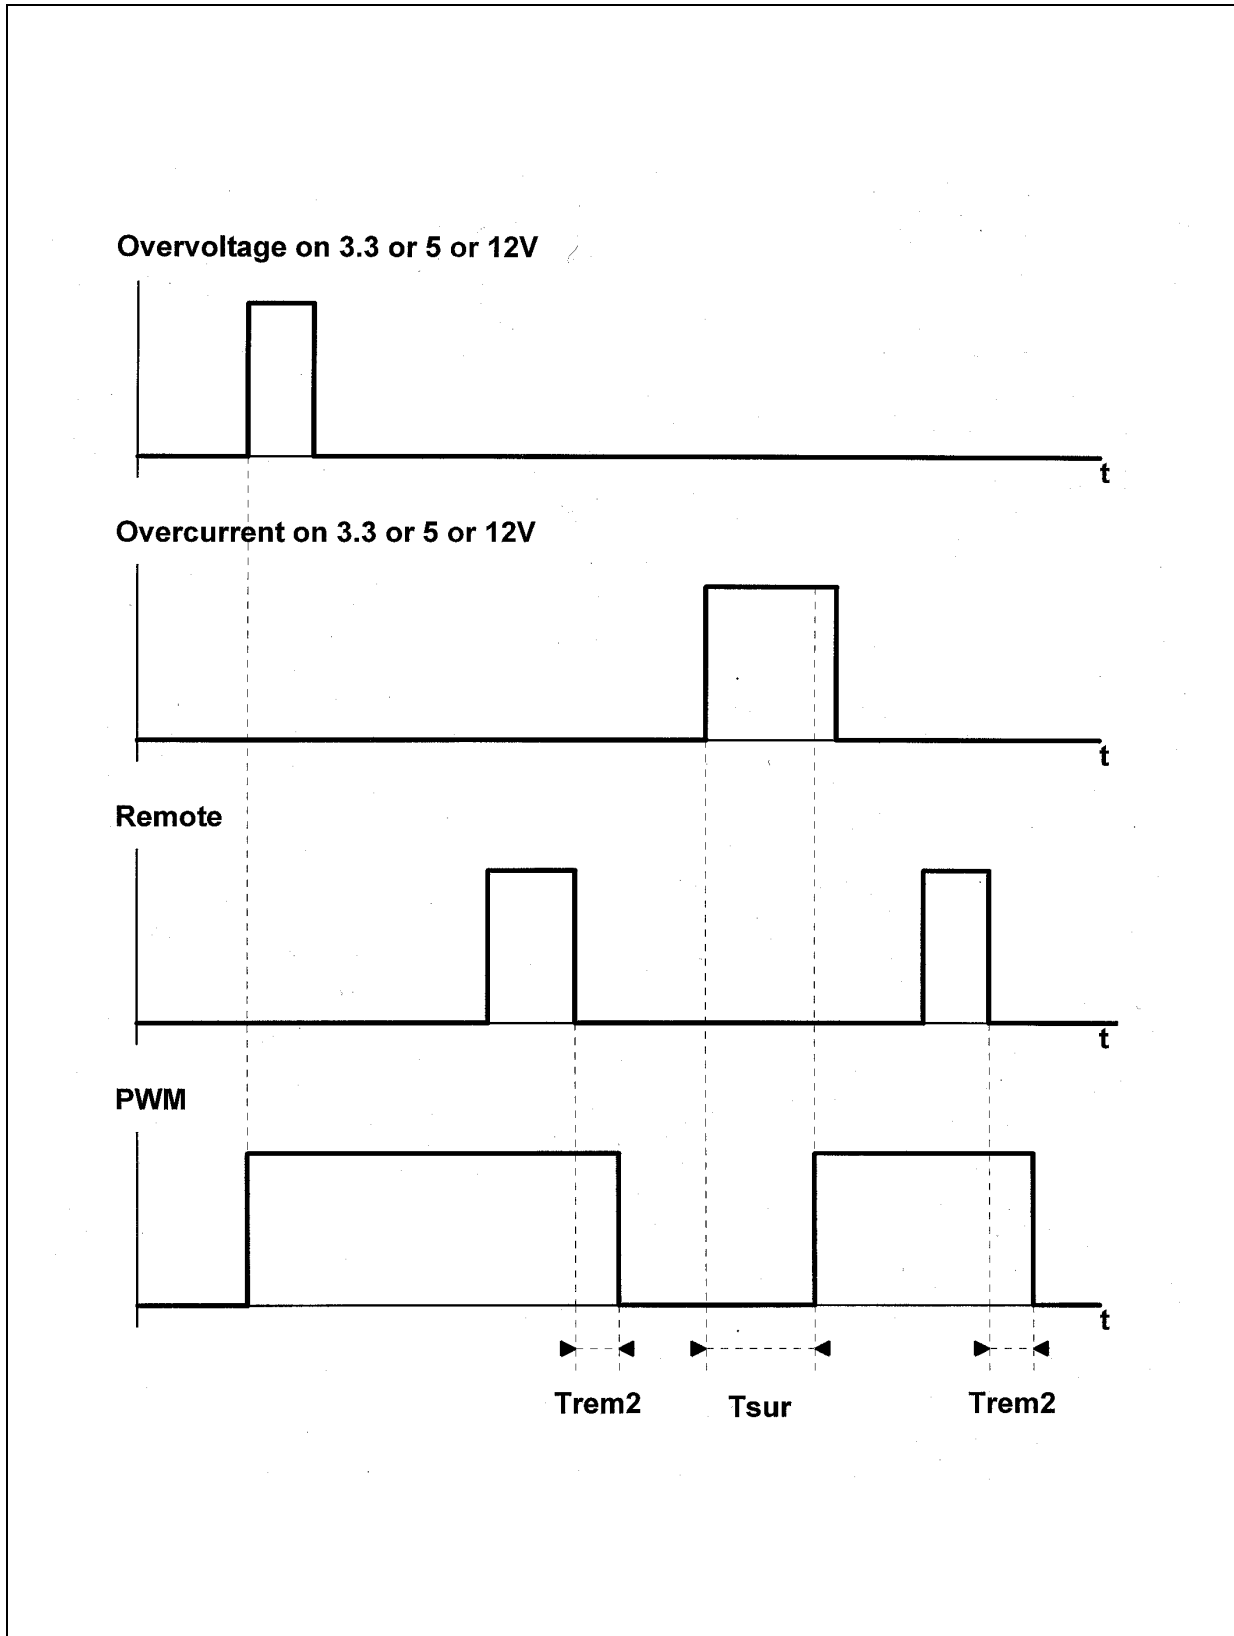 Overvoltage on 3.3 or 5 or 12V
t
Overcurrent on 3.3 or 5 or 12V
t
Remote
t
PWM
t
Trem2 Tsur Trem2